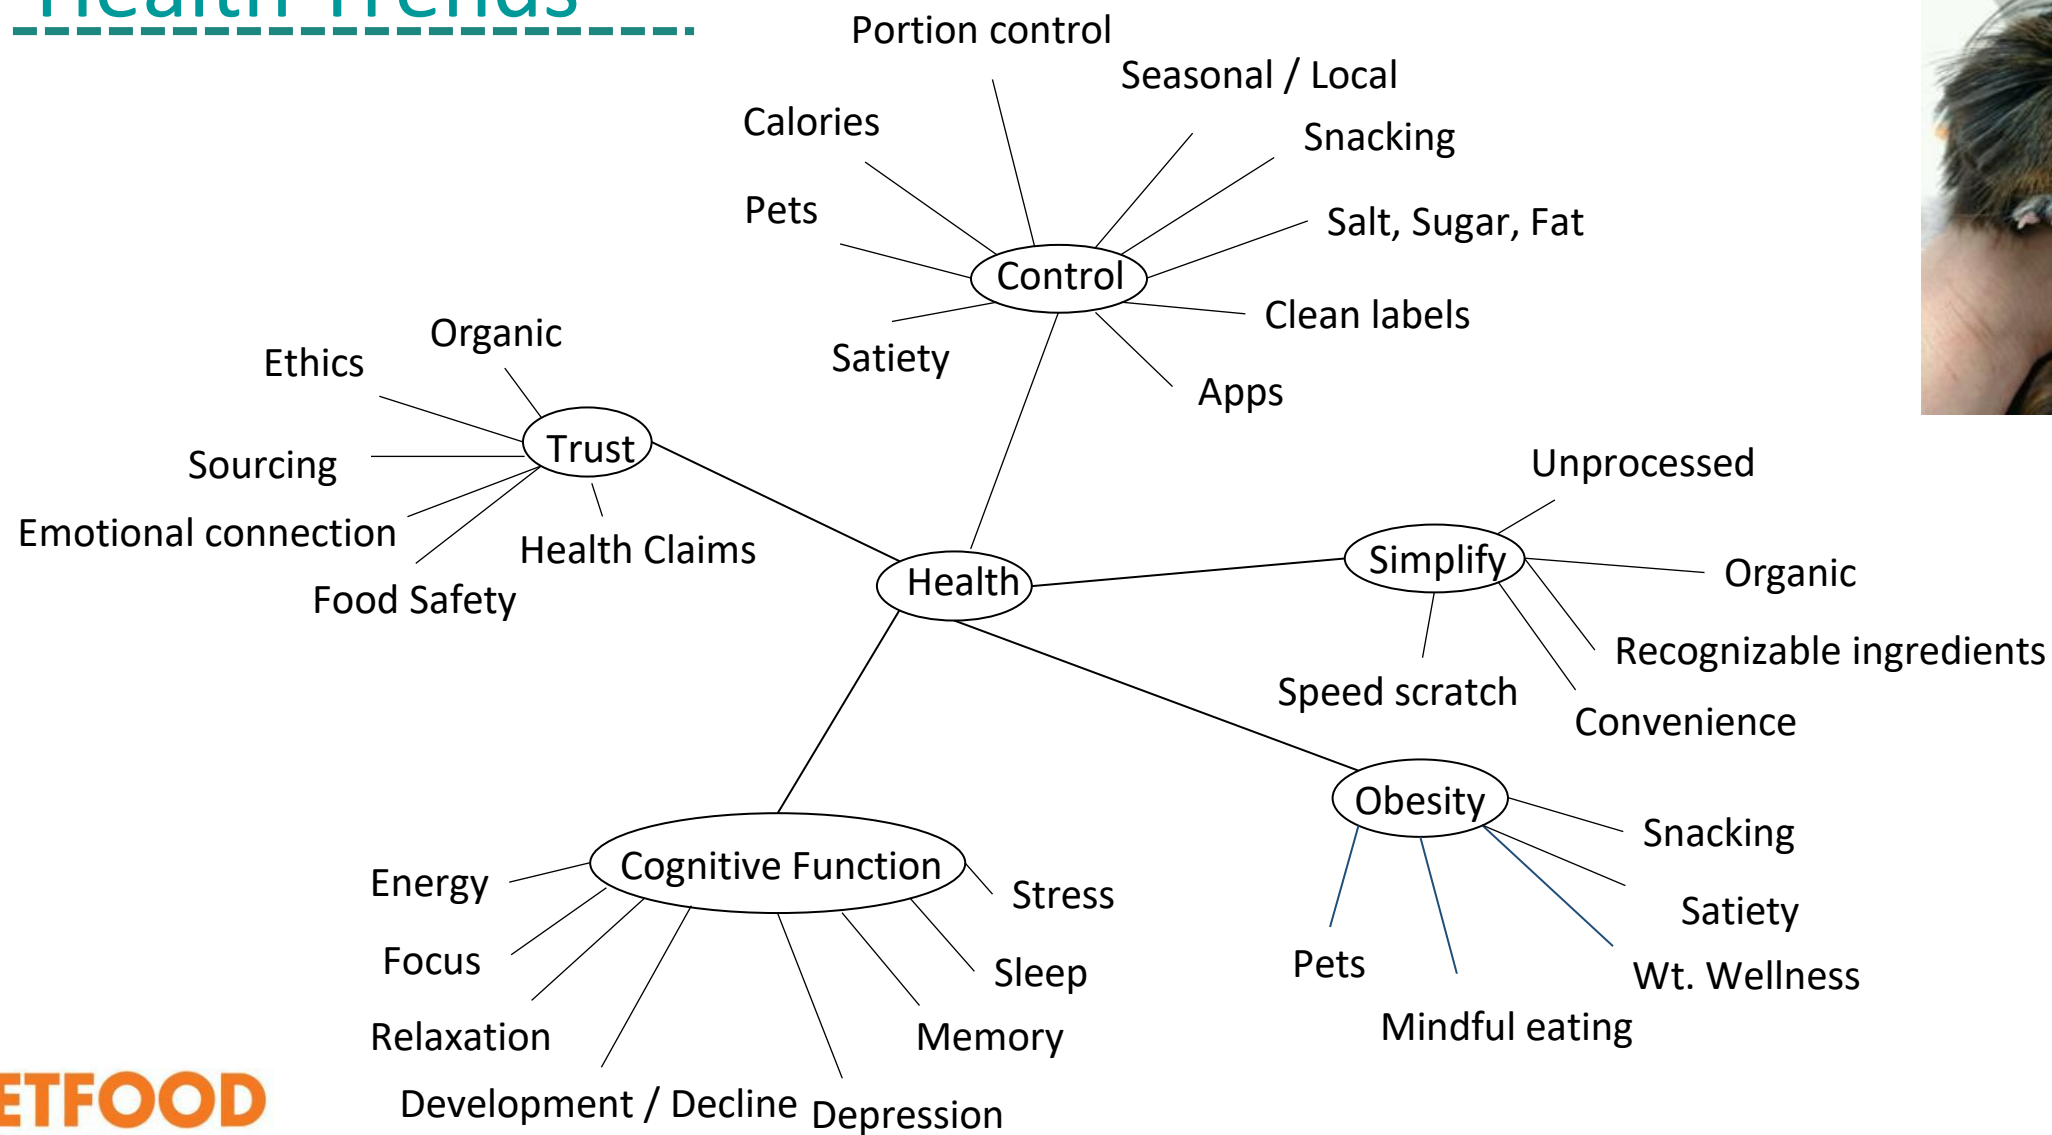 Health Trends
Portion control
Seasonal / Local
Calories
Snacking
Pets
Salt, Sugar, Fat
Control
Clean labels
Satiety
Apps
Organic
Ethics
Trust
Sourcing
Emotional connection
Health Claims
Food Safety
Health
Unprocessed
Simplify
Organic
Recognizable ingredients
Speed scratch
Convenience
Obesity
Snacking
Satiety
Pets
Wt. Wellness
Mindful eating
Cognitive Function
Energy
Stress
Focus
Sleep
Relaxation
Memory
Development / Decline
Depression
ETFOOD